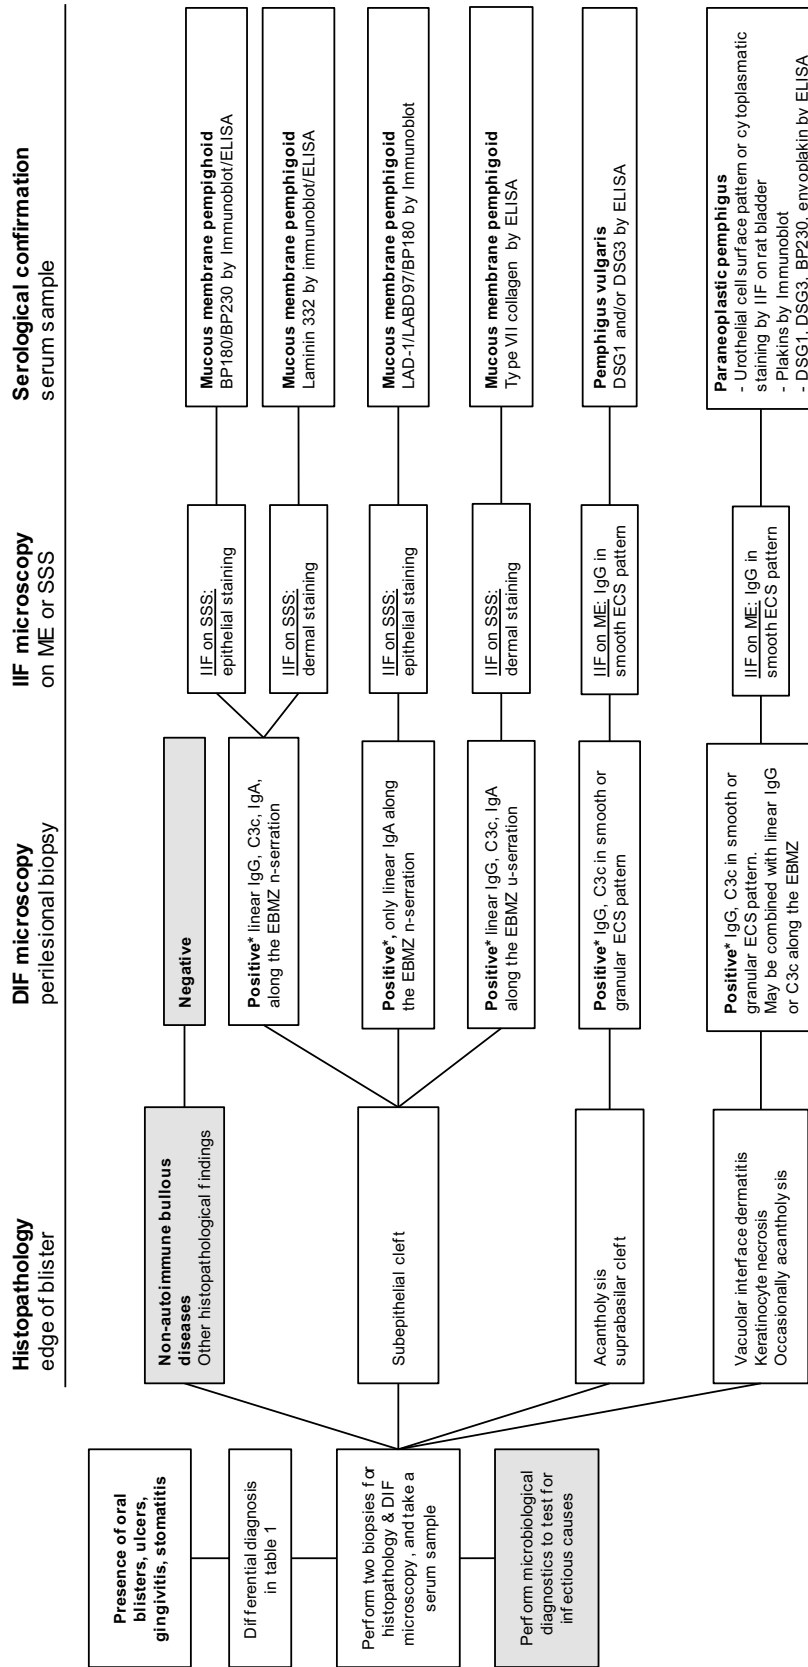 Histopathology
edge of blister
DIF microscopy
perilesional biopsy
IIF microscopy
on ME or SSS
Serological confirmation
serum sample
Presence of oral
blisters, ulcers,
gingivitis, stomatitis
Differential diagnosis
in table 1
Perform two biopsies for
histopathology & DIF
microscopy, and take a
serum sample
Perform microbiological
diagnostics to test for
infectious causes
Non-autoimmune bullous
diseases
Other histopathological findings
Negative
Subepithelial cleft
Positive* linear IgG, C3c, IgA,
along the EBMZ n-serration
IIF on SSS:
epithelial staining
Mucous membrane pempighoid
BP180/BP230 by Immunoblot/ELISA
IIF on SSS:
dermal staining
Mucous membrane pemphigoid
Laminin 332 by immunoblot/ELISA
Positive*, only linear IgA along
the EBMZ n-serration
IIF on SSS:
epithelial staining
Mucous membrane pemphigoid
LAD-1/LABD97/BP180 by Immunoblot
Positive* linear IgG, C3c, IgA
along the EBMZ u-serration
IIF on SSS:
dermal staining
Mucous membrane pemphigoid
Type VII collagen by ELISA
Acantholysis
suprabasilar cleft
Positive* IgG, C3c in smooth or
granular ECS pattern
IIF on ME: IgG in
smooth ECS pattern
Pemphigus vulgaris
DSG1 and/or DSG3 by ELISA
Vacuolar interface dermatitis
Keratinocyte necrosis
Occasionally acantholysis
Positive* IgG, C3c in smooth or
granular ECS pattern.
May be combined with linear IgG
or C3c along the EBMZ
IIF on ME: IgG in
smooth ECS pattern
Paraneoplastic pemphigus
- Urothelial cell surface pattern or cytoplasmatic
staining by IIF on rat bladder
- Plakins by Immunoblot
- DSG1, DSG3, BP230, envoplakin by ELISA